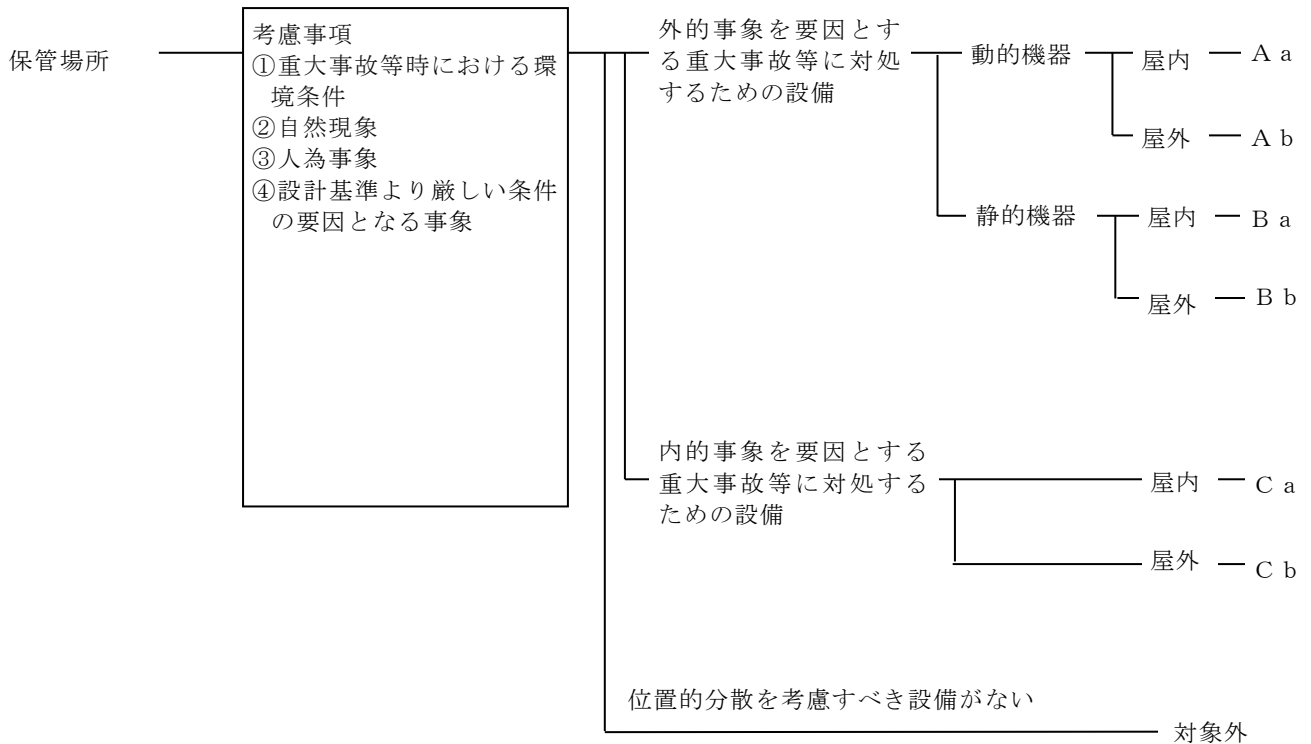 保管場所
考慮事項
①重大事故等時における環
境条件
②自然現象
③人為事象
④設計基準より厳しい条件
の要因となる事象
外的事象を要因とす
る重大事故等に対処
するための設備
動的機器
屋内
Ａａ
屋外
Ａｂ
静的機器
屋内
Ｂａ
屋外
Ｂｂ
内的事象を要因とする
重大事故等に対処する
ための設備
屋内
Ｃａ
屋外
Ｃｂ
位置的分散を考慮すべき設備がない
対象外